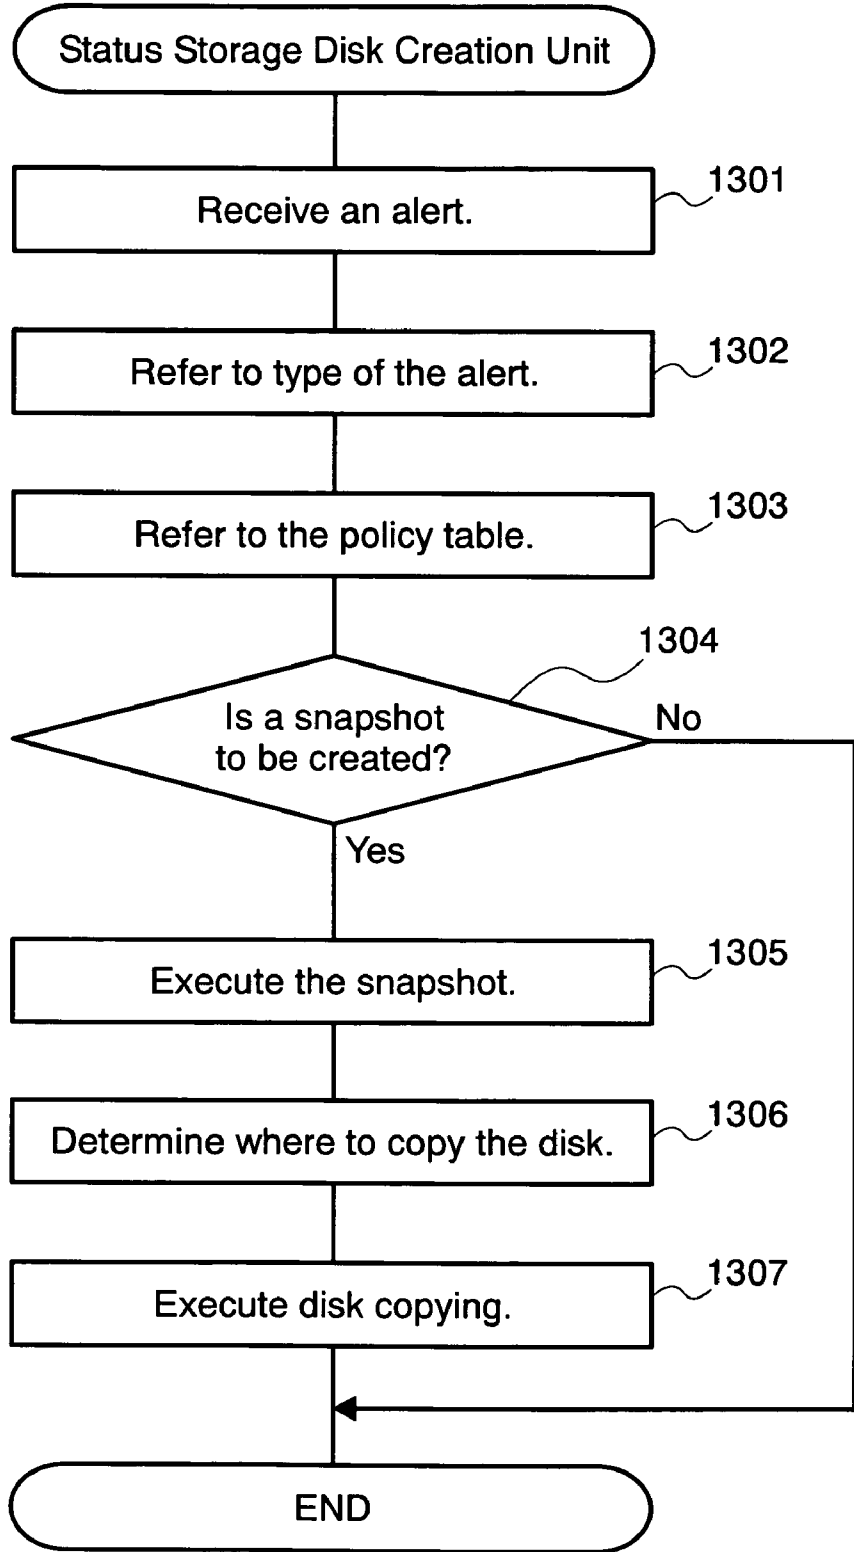 Status Storage Disk Creation Unit
1301
Receive an alert.
1302
Refer to type of the alert.
1303
Refer to the policy table.
1304
Is a snapshot
to be created?
No
Yes
1305
Execute the snapshot.
1306
Determine where to copy the disk.
1307
Execute disk copying.
END